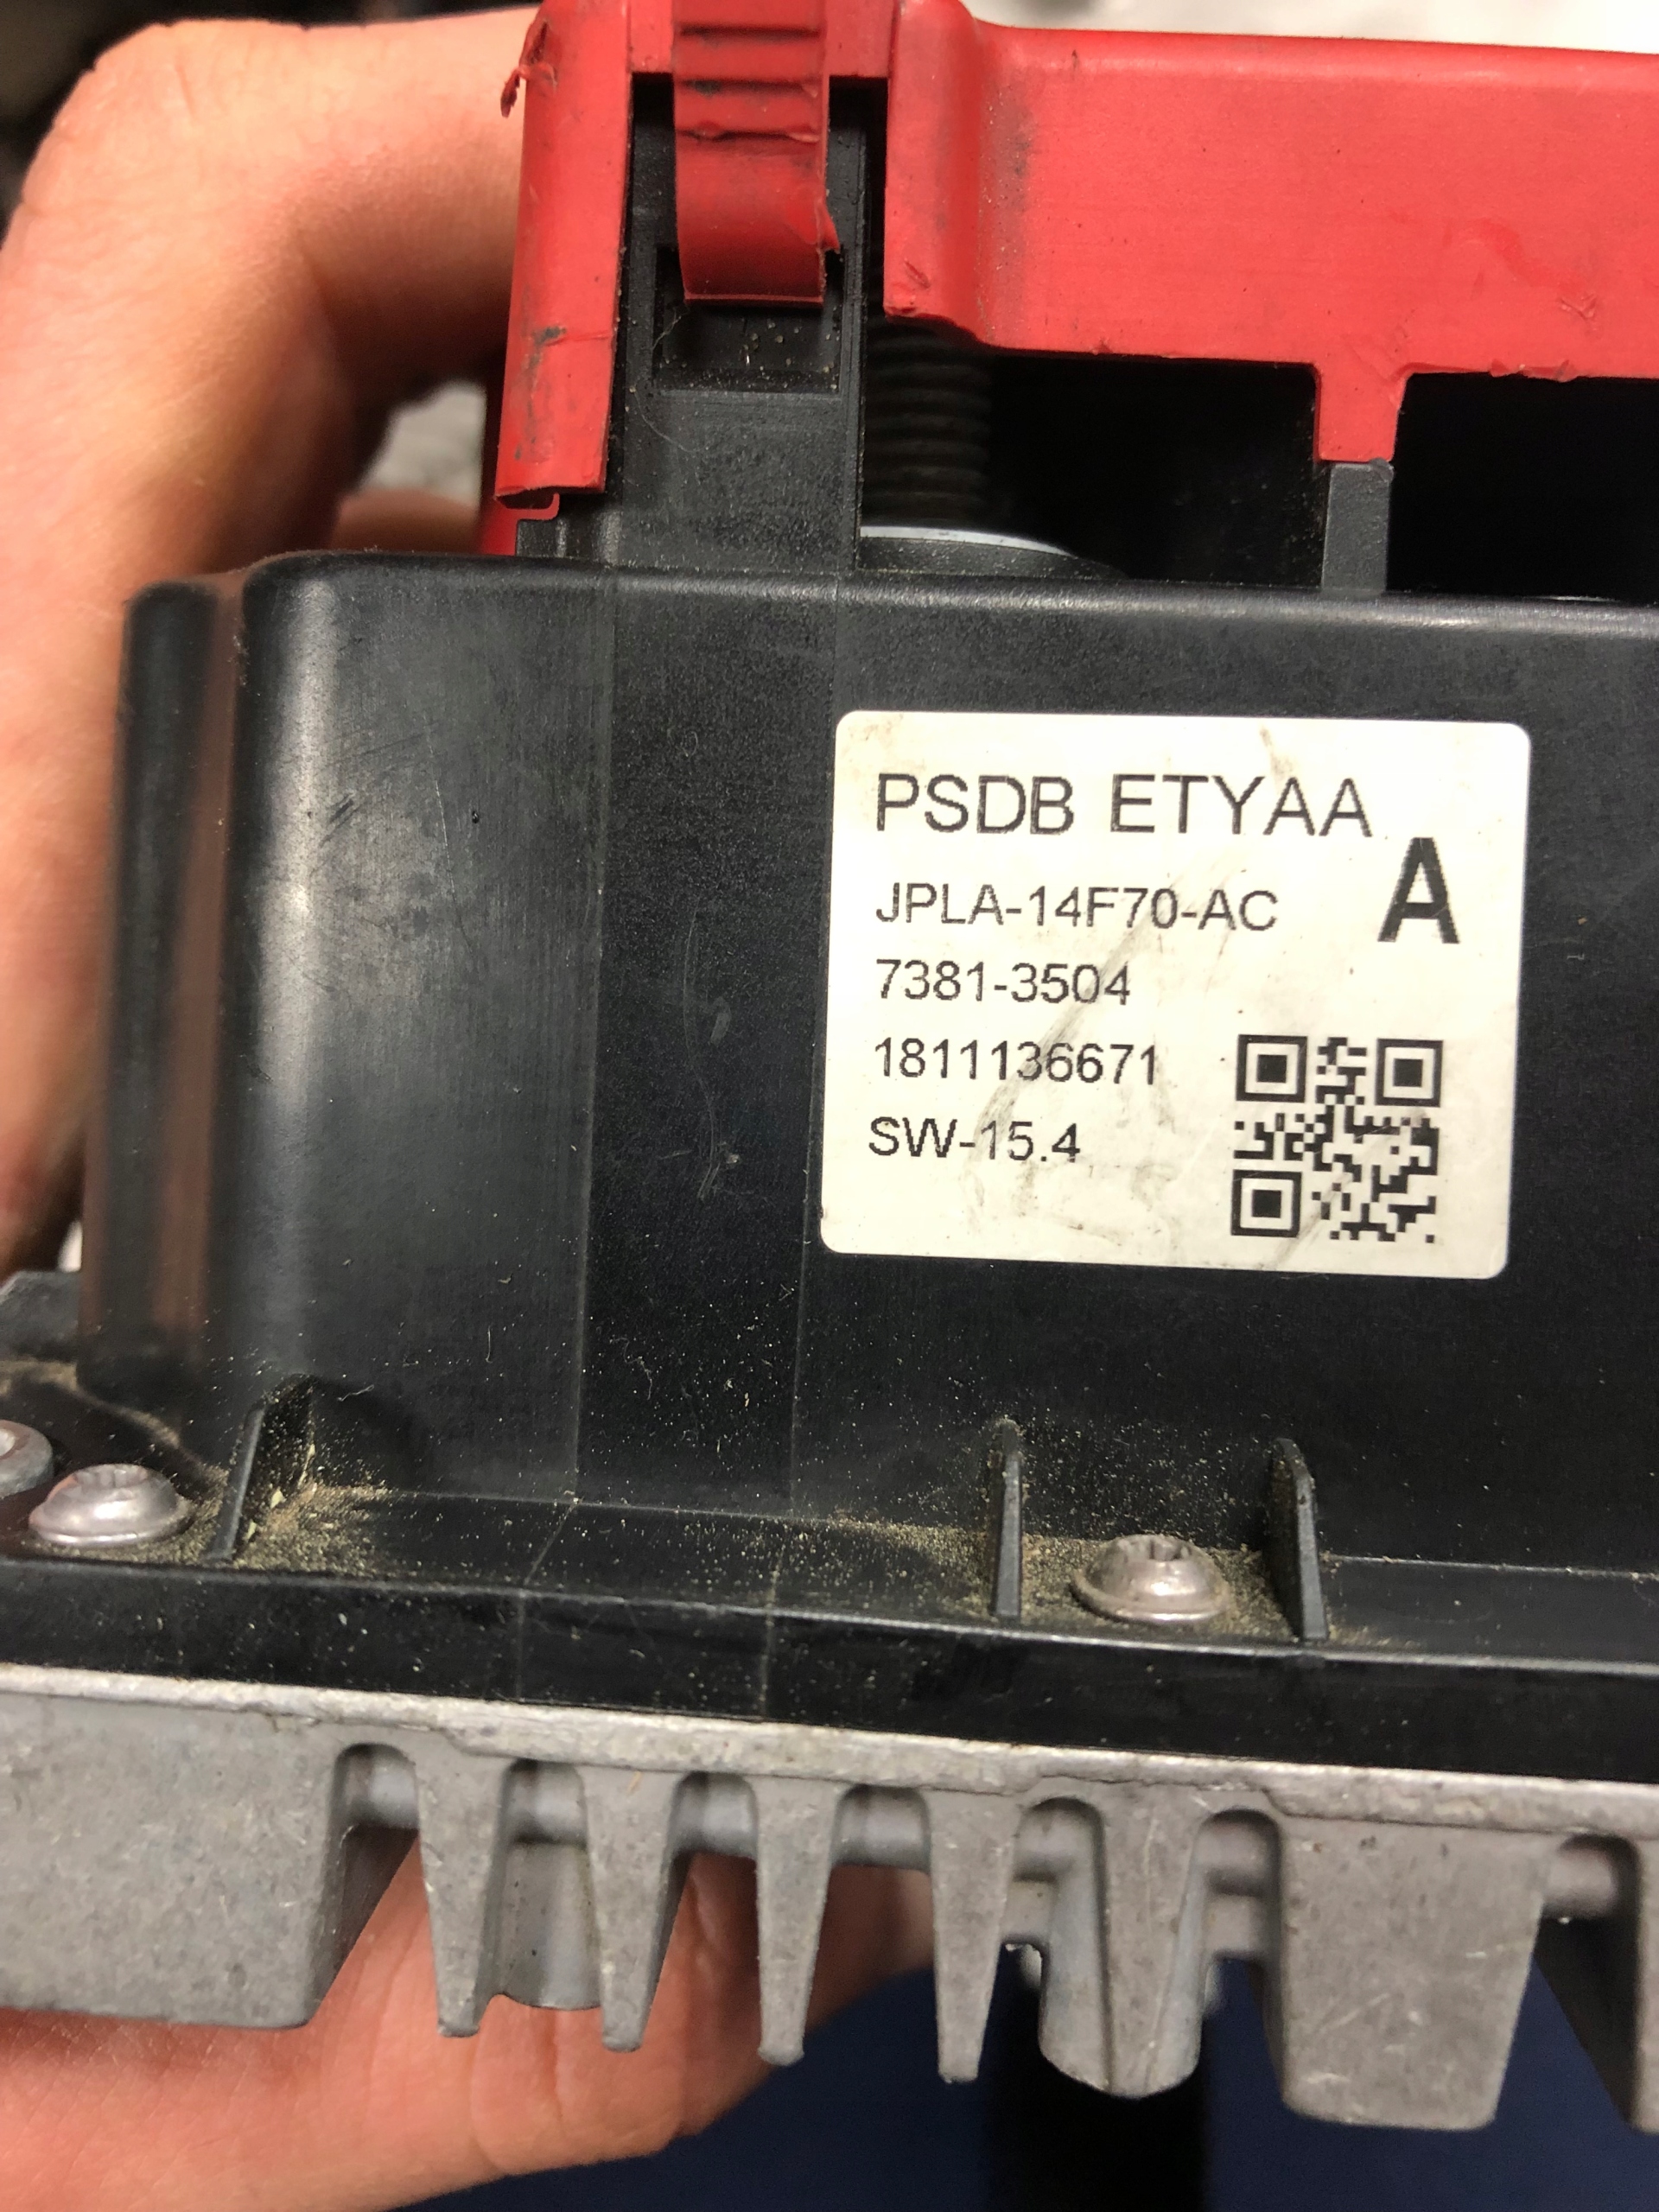 PSDB ETYAA
JPLA-14F70-AC
A
7381-3504
1811136671
SW-15.4